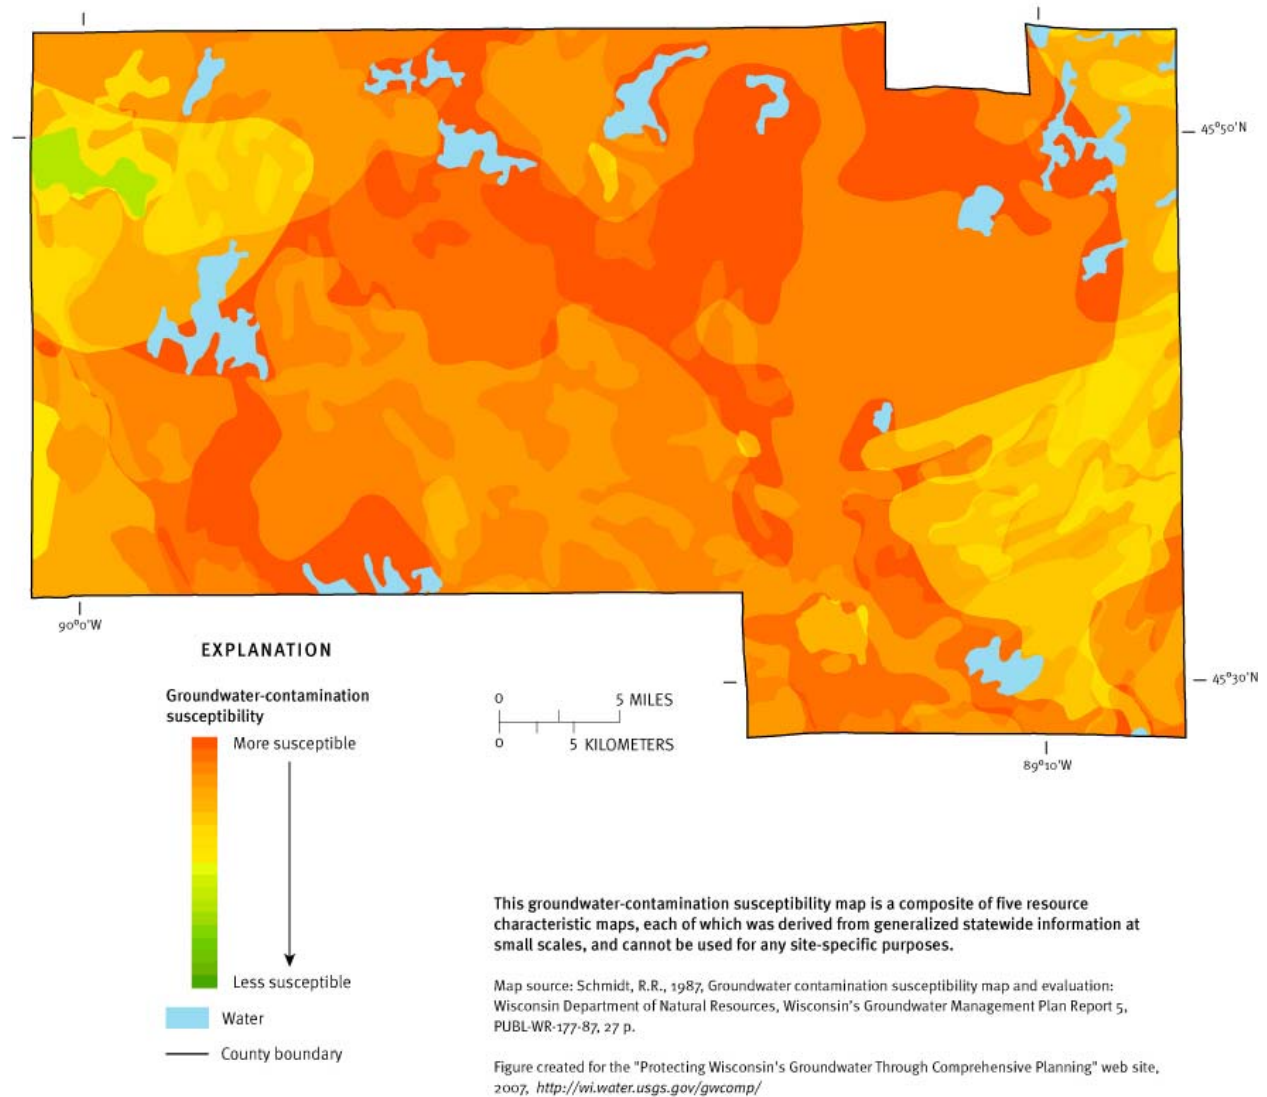 45°50'N
90°0'W
EXPLANATION
Groundwater-contamination
susceptibility
More susceptible
Less susceptible
Water
County boundary
0 5 MILES
0 5 KILOMETERS
45°30'N
89°10'W
This groundwater-contamination susceptibility map is a composite of five resource
characteristic maps, each of which was derived from generalized statewide information at
small scales, and cannot be used for any site-specific purposes.
Map source: Schmidt, R.R., 1987, Groundwater contamination susceptibility map and evaluation:
Wisconsin Department of Natural Resources, Wisconsin's Groundwater Management Plan Report 5,
PUBL-WR-177-87, 27 p.
Figure created for the "Protecting Wisconsin's Groundwater Through Comprehensive Planning" web site,
2007, http://wi.water.usgs.gov/gwcomp/